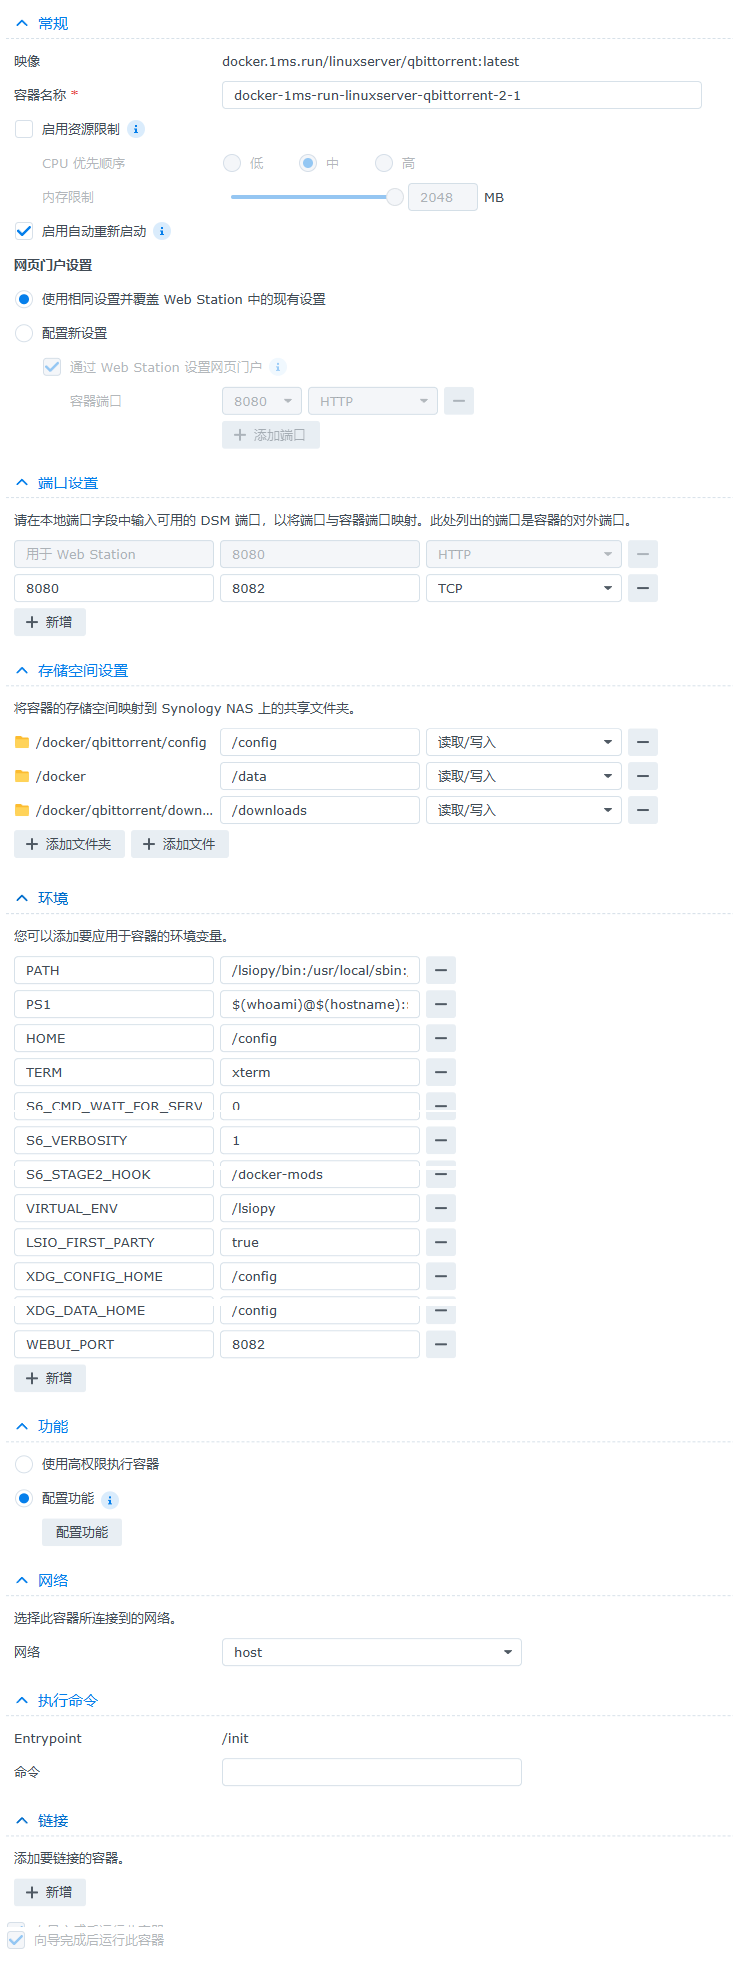 常规
映像 docker.1ms.run/linuxserver/qbittorrent:latest
容器名称 * docker-1ms-run-linuxserver-qbittorrent-2-1
启用资源限制
CPU 优先顺序 低 中 高
内存限制 2048 MB
启用自动重新启动
网页门户设置
使用相同设置并覆盖 Web Station 中的现有设置
配置新设置
通过 Web Station 设置网页门户
容器端口 8080 HTTP
添加端口
端口设置
请在本地端口字段中输入可用的 DSM 端口，以将端口与容器端口映射。此处列出的端口是容器的对外端口。
用于 Web Station 8080 HTTP
8080 8082 TCP
新增
存储空间设置
将容器的存储空间映射到 Synology NAS 上的共享文件夹。
/docker/qbittorrent/config /config 读取/写入
/docker /data 读取/写入
/docker/qbittorrent/down... /downloads 读取/写入
添加文件夹 添加文件
环境
您可以添加要应用于容器的环境变量。
PATH /lsiopy/bin:/usr/local/sbin:
PS1 $(whoami)@$(hostname):
HOME /config
TERM xterm
S6_CMD_WAIT_FOR_SERV 0
S6_VERBOSITY 1
S6_STAGE2_HOOK /docker-mods
VIRTUAL_ENV /lsiopy
LSIO_FIRST_PARTY true
XDG_CONFIG_HOME /config
XDG_DATA_HOME /config
WEBUI_PORT 8082
新增
功能
使用高权限执行容器
配置功能
配置功能
网络
选择此容器所连接到的网络。
网络 host
执行命令
Entrypoint /init
命令
链接
添加要链接的容器。
新增
向导完成后运行此容器